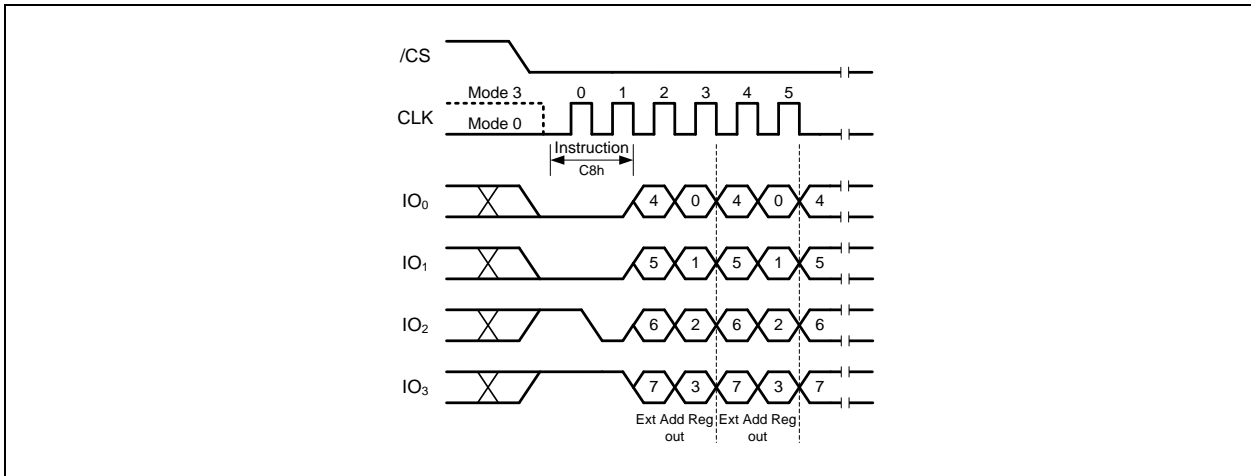 /CS
Mode 3 0 1 2 3 4 5
CLK
Mode 0
Instruction
C8h
IO₀ 4 0 4 0 4
IO₁ 5 1 5 1 5
IO₂ 6 2 6 2 6
IO₃ 7 3 7 3 7
Ext Add Reg Ext Add Reg
out out